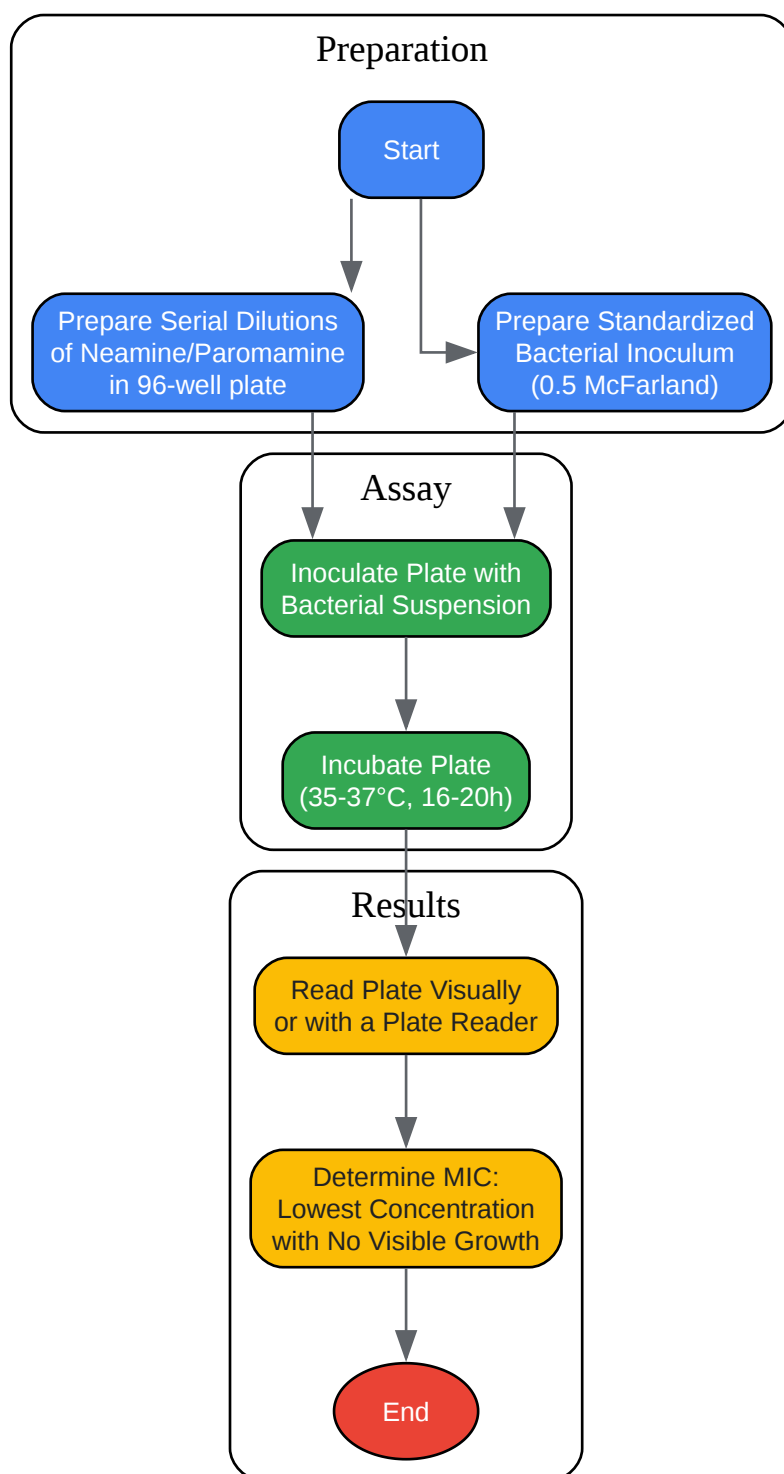 Preparation
Start
Prepare Serial Dilutions
of Neamine/Paromamine
in 96-well plate
Prepare Standardized
Bacterial Inoculum
(0.5 McFarland)
Assay
Inoculate Plate with
Bacterial Suspension
Incubate Plate
(35-37°C, 16-20h)
Results
Read Plate Visually
or with a Plate Reader
Determine MIC:
Lowest Concentration
with No Visible Growth
End